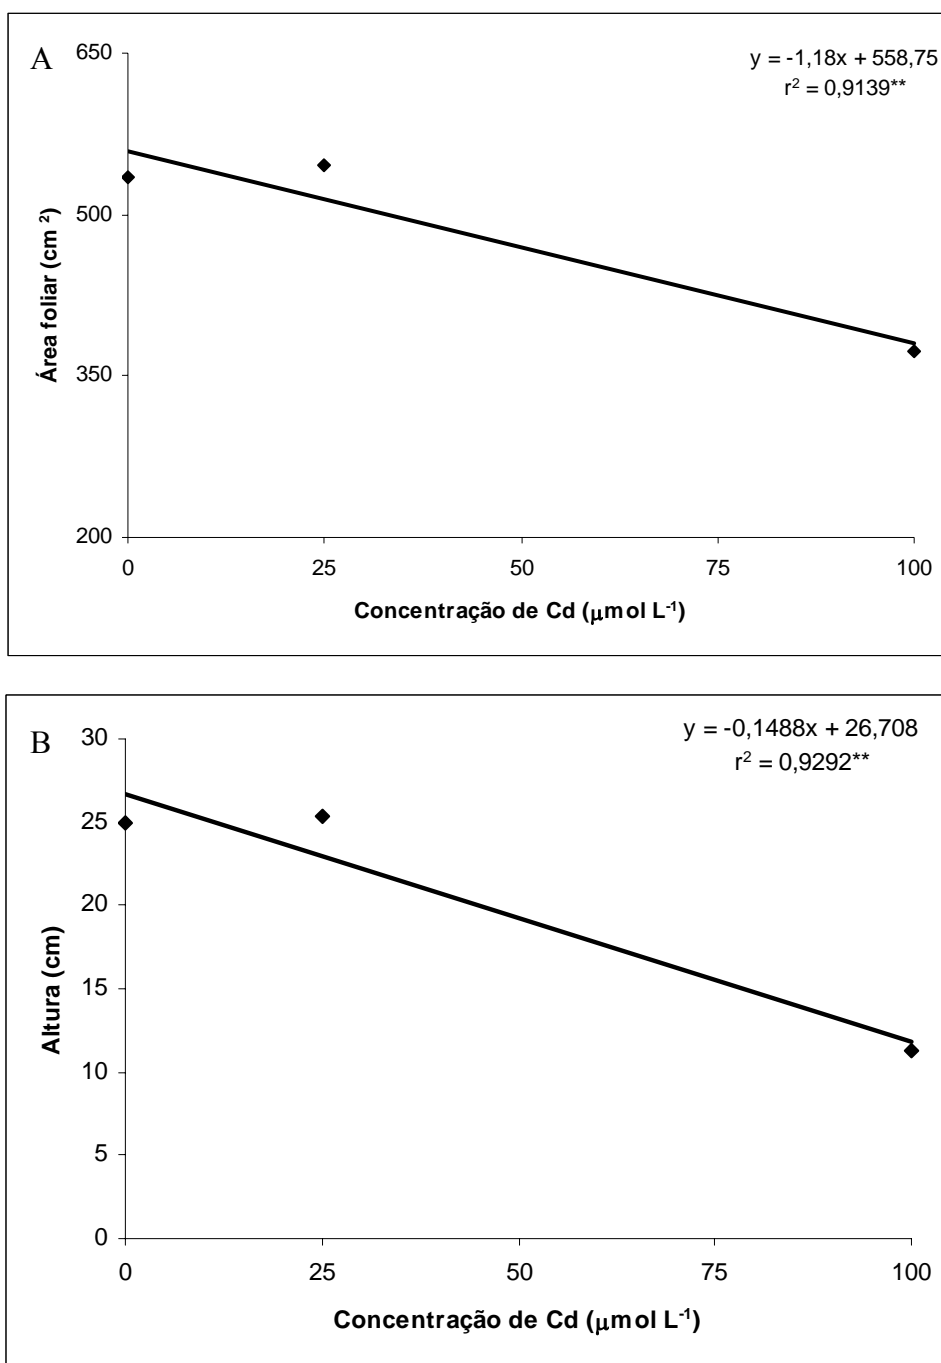 A
y = -1,18x + 558,75
r² = 0,9139**
650
500
350
200
Área foliar (cm ²)
0 25 50 75 100
Concentração de Cd (μmol L⁻¹)
B
y = -0,1488x + 26,708
r² = 0,9292**
30
25
20
15
10
5
0
Altura (cm)
0 25 50 75 100
Concentração de Cd (μmol L⁻¹)